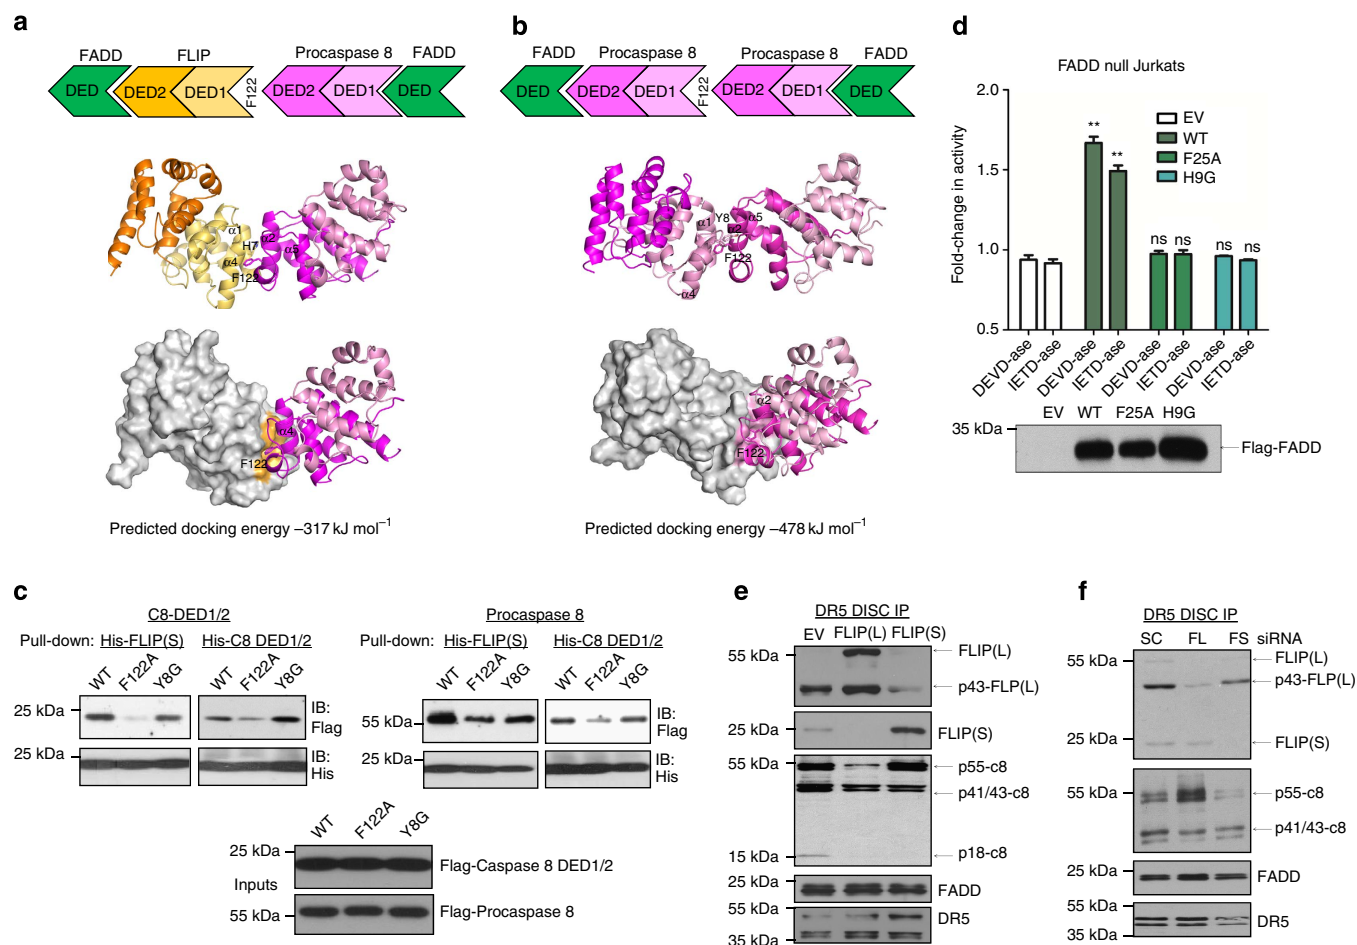 a
FADD FLIP Procaspase 8 FADD
DED DED2 DED1 F122 DED2 DED1 DED
α1
H7 α2
α5
α4
F122
α4
F122
Predicted docking energy –317 kJ mol–1
b
FADD Procaspase 8 Procaspase 8 FADD
DED DED2 DED1 F122 DED2 DED1 DED
α1 Y8 α5
α2
F122
α4
α2
F122
Predicted docking energy –478 kJ mol–1
c
C8-DED1/2
Pull-down: His-FLIP(S) His-C8 DED1/2
WT F122A Y8G WT F122A Y8G
25 kDa
IB: Flag
25 kDa
IB: His
Procaspase 8
Pull-down: His-FLIP(S) His-C8 DED1/2
WT F122A Y8G WT F122A Y8G
55 kDa
IB: Flag
25 kDa
IB: His
WT F122A Y8G
25 kDa
Flag-Caspase 8 DED1/2
Inputs
55 kDa
Flag-Procaspase 8
d
FADD null Jurkats
Fold-change in activity
2.0
1.5
1.0
0.5
EV
WT
F25A
H9G
** ** ns ns ns ns
DEVD-ase IETD-ase DEVD-ase IETD-ase DEVD-ase IETD-ase DEVD-ase IETD-ase
EV WT F25A H9G
35 kDa
Flag-FADD
e
DR5 DISC IP
EV FLIP(L) FLIP(S)
55 kDa
FLIP(L)
p43-FLP(L)
25 kDa
FLIP(S)
55 kDa
p55-c8
p41/43-c8
15 kDa
p18-c8
25 kDa
FADD
55 kDa
DR5
35 kDa
f
DR5 DISC IP
SC FL FS siRNA
55 kDa
FLIP(L)
p43-FLP(L)
25 kDa
FLIP(S)
55 kDa
p55-c8
p41/43-c8
25 kDa
FADD
55 kDa
DR5
35 kDa